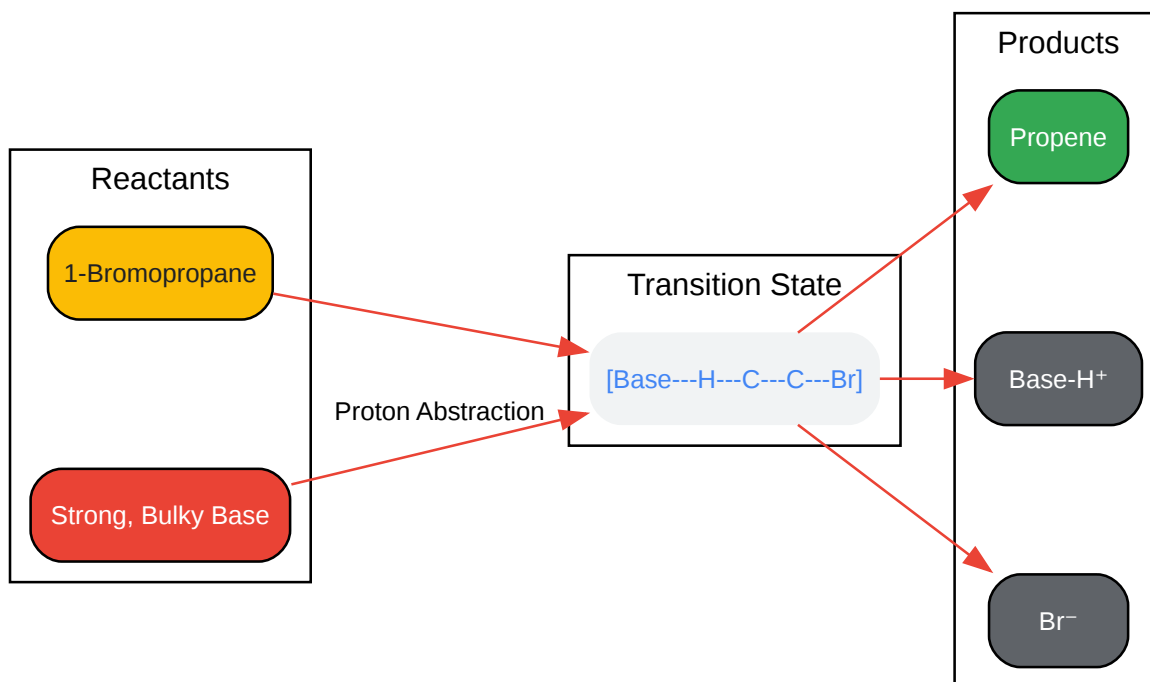 Reactants
1-Bromopropane
Strong, Bulky Base
Proton Abstraction
Transition State
[Base---H---C---C---Br]
Products
Propene
Base-H⁺
Br⁻